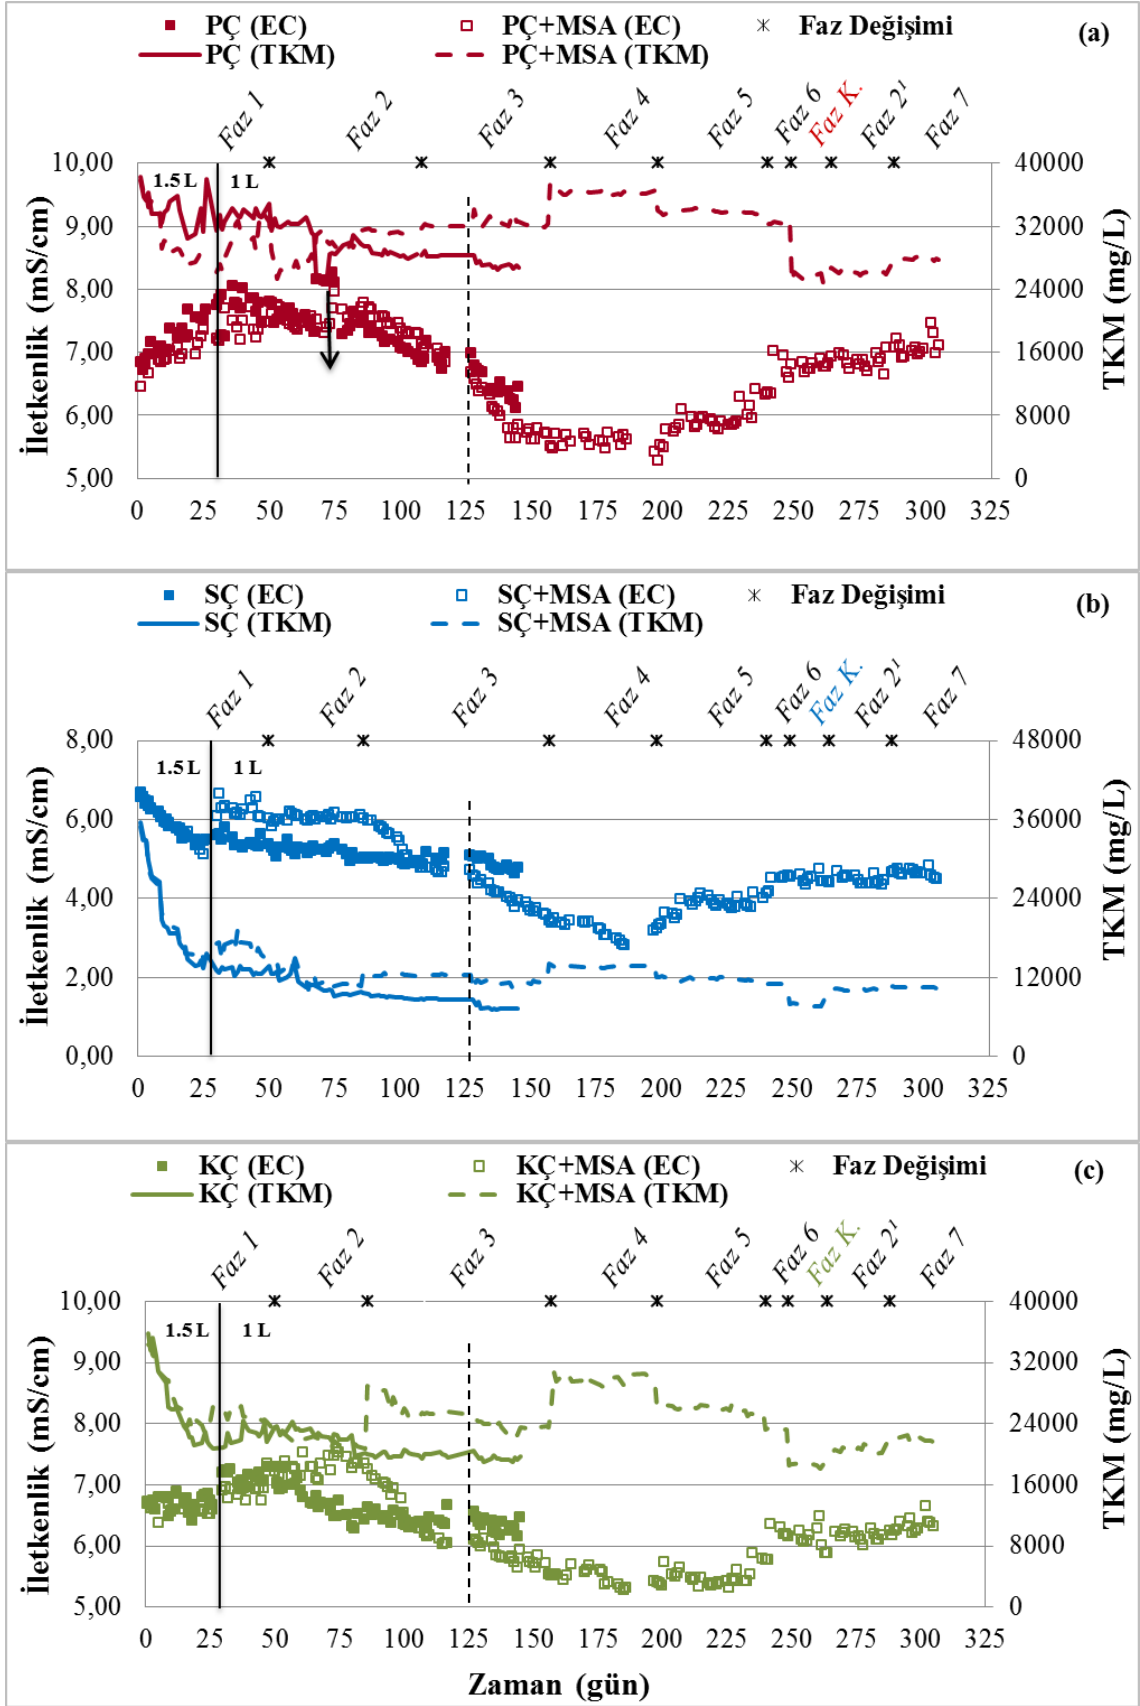 PÇ (EC) PÇ+MSA (EC) Faz Değişimi (a)
PÇ (TKM) PÇ+MSA (TKM)
Faz 1 Faz 2 Faz 3 Faz 4 Faz 5 Faz 6 Faz K. Faz 2¹ Faz 7
10,00 1.5 L 1 L 40000
9,00 32000
8,00 24000
7,00 16000
6,00 8000
5,00 0
İletkenlik (mS/cm)
TKM (mg/L)
0 25 50 75 100 125 150 175 200 225 250 275 300 325
SÇ (EC) SÇ+MSA (EC) Faz Değişimi (b)
SÇ (TKM) SÇ+MSA (TKM)
Faz 1 Faz 2 Faz 3 Faz 4 Faz 5 Faz 6 Faz K. Faz 2¹ Faz 7
8,00 1.5 L 1 L 48000
6,00 36000
4,00 24000
2,00 12000
0,00 0
İletkenlik (mS/cm)
TKM (mg/L)
0 25 50 75 100 125 150 175 200 225 250 275 300 325
KÇ (EC) KÇ+MSA (EC) Faz Değişimi (c)
KÇ (TKM) KÇ+MSA (TKM)
Faz 1 Faz 2 Faz 3 Faz 4 Faz 5 Faz 6 Faz K. Faz 2¹ Faz 7
10,00 1.5 L 1 L 40000
9,00 32000
8,00 24000
7,00 16000
6,00 8000
5,00 0
İletkenlik (mS/cm)
TKM (mg/L)
0 25 50 75 100 125 150 175 200 225 250 275 300 325
Zaman (gün)